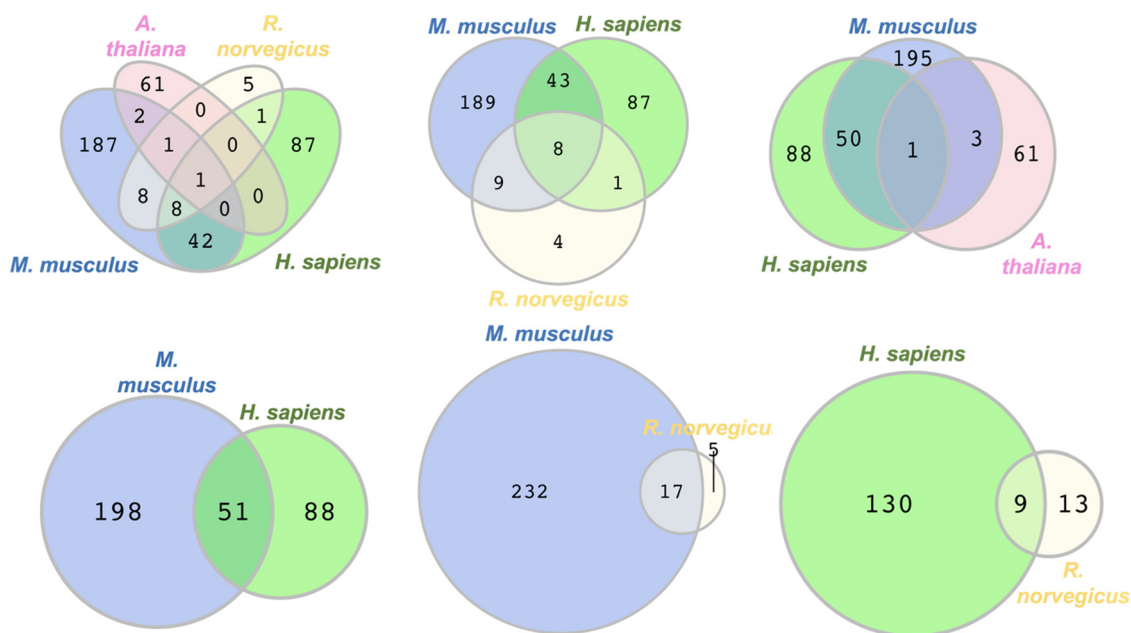 A.
thaliana
R.
norvegicus
61
5
2
0
1
187
1
0
87
1
8
8
0
0
42
M. musculus
H. sapiens
M. musculus
H. sapiens
43
189
87
8
9
1
4
R. norvegicus
M. musculus
195
88
50
1
3
61
H. sapiens
A.
thaliana
M.
musculus
H. sapiens
198
51
88
M. musculus
R. norvegicu
5
232
17
H. sapiens
130
9
13
R.
norvegicus